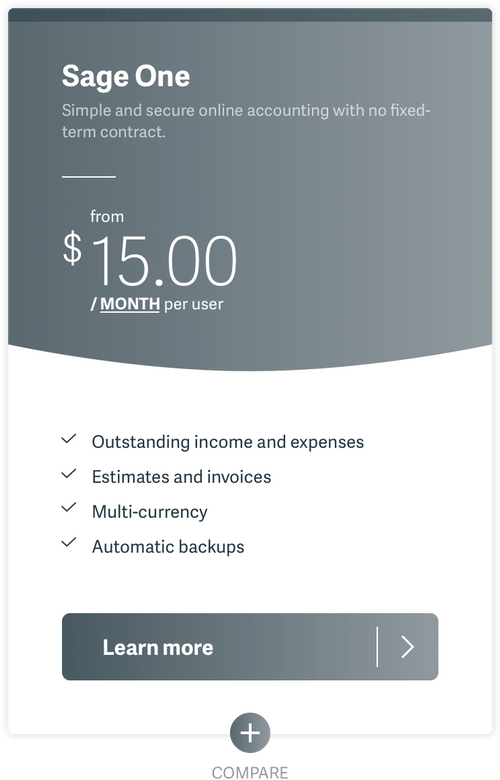 Sage One
Simple and secure online accounting with no fixed-
term contract.
from
$ 15.00
/ MONTH per user
Outstanding income and expenses
Estimates and invoices
Multi-currency
Automatic backups
Learn more
COMPARE